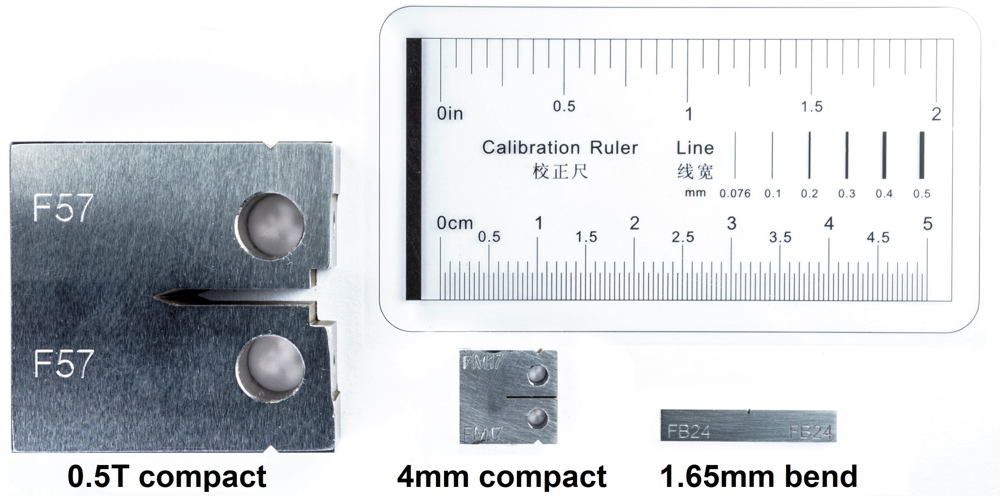 0in 0.5 1 1.5 2
Calibration Ruler Line
校正尺 线宽
mm 0.076 0.1 0.2 0.3 0.4 0.5
0cm 1 2 3 4 5
0.5 1.5 2.5 3.5 4.5
F57
F57
FM17
FM17
FB24 FB24
0.5T compact 4mm compact 1.65mm bend